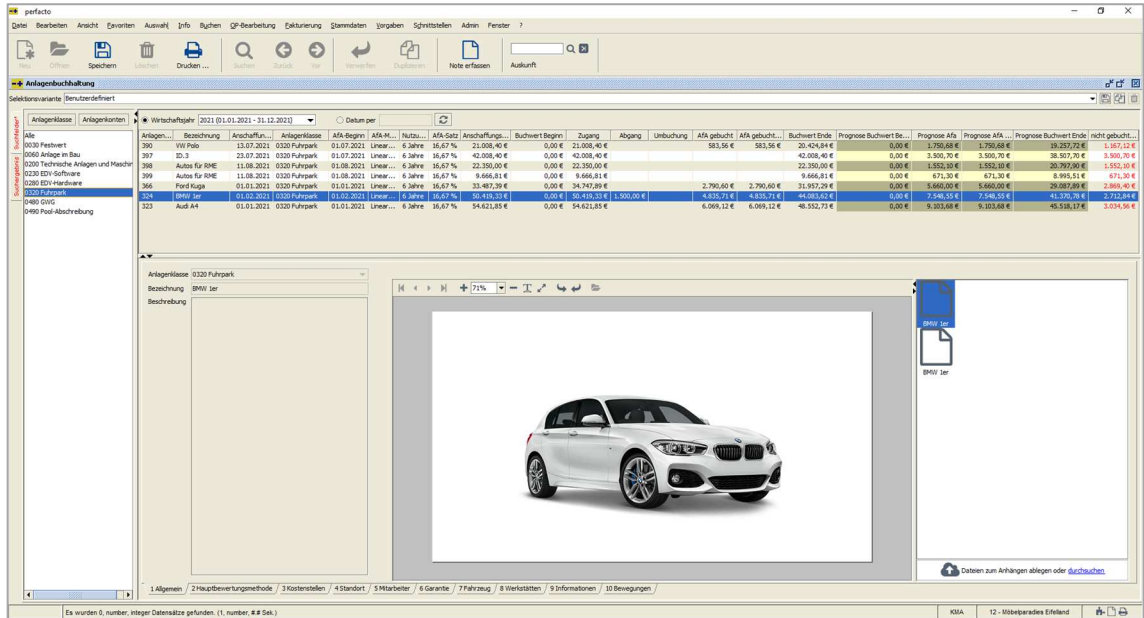 perfacto
Datei Bearbeiten Ansicht Favoriten Auswahl Info Buchen OP-Bearbeitung Fakturierung Stammdaten Vorgaben Schnittstellen Admin Fenster ?
Neu Öffnen Speichern Löschen Drucken ... Suchen Zurück Vor Verwerfen Duplizieren Note erfassen Auskunft
Anlagenbuchhaltung
Selektionsvariante Benutzerdefiniert
Suchfelder*
Suchergebnis
Anlagenklasse Anlagenkonten
Wirtschaftsjahr 2021 (01.01.2021 - 31.12.2021) Datum per
Alle
0030 Festwert
0060 Anlage im Bau
0200 Technische Anlagen und Maschin
0230 EDV-Software
0280 EDV-Hardware
0320 Fuhrpark
0480 GWG
0490 Pool-Abschreibung
Anlagen... Bezeichnung Anschaffun... Anlagenklasse AfA-Beginn AfA-M... Nutzu... AfA-Satz Anschaffungs... Buchwert Beginn Zugang Abgang Umbuchung AfA gebucht AfA gebucht... Buchwert Ende Prognose Buchwert Be... Prognose Afa Prognose AfA ... Prognose Buchwert Ende nicht gebucht...
390 VW Polo 13.07.2021 0320 Fuhrpark 01.07.2021 Linear... 6 Jahre 16,67 % 21.008,40 € 0,00 € 21.008,40 € 583,56 € 583,56 € 20.424,84 € 0,00 € 1.750,68 € 1.750,68 € 19.257,72 € 1.167,12 €
397 ID.3 23.07.2021 0320 Fuhrpark 01.07.2021 Linear... 6 Jahre 16,67 % 42.008,40 € 0,00 € 42.008,40 € 42.008,40 € 0,00 € 3.500,70 € 3.500,70 € 38.507,70 € 3.500,70 €
398 Autos für RME 11.08.2021 0320 Fuhrpark 01.08.2021 Linear... 6 Jahre 16,67 % 22.350,00 € 0,00 € 22.350,00 € 22.350,00 € 0,00 € 1.552,10 € 1.552,10 € 20.797,90 € 1.552,10 €
399 Autos für RME 11.08.2021 0320 Fuhrpark 01.08.2021 Linear... 6 Jahre 16,67 % 9.666,81 € 0,00 € 9.666,81 € 9.666,81 € 0,00 € 671,30 € 671,30 € 8.995,51 € 671,30 €
366 Ford Kuga 01.01.2021 0320 Fuhrpark 01.01.2021 Linear... 6 Jahre 16,67 % 33.487,39 € 0,00 € 34.747,89 € 2.790,60 € 2.790,60 € 31.957,29 € 0,00 € 5.660,00 € 5.660,00 € 29.087,89 € 2.869,40 €
324 BMW 1er 01.02.2021 0320 Fuhrpark 01.02.2021 Linear... 6 Jahre 16,67 % 50.419,33 € 0,00 € 50.419,33 € 1.500,00 € 4.835,71 € 4.835,71 € 44.083,62 € 0,00 € 7.548,55 € 7.548,55 € 41.370,78 € 2.712,84 €
323 Audi A4 01.01.2021 0320 Fuhrpark 01.01.2021 Linear... 6 Jahre 16,67 % 54.621,85 € 0,00 € 54.621,85 € 6.069,12 € 6.069,12 € 48.552,73 € 0,00 € 9.103,68 € 9.103,68 € 45.518,17 € 3.034,56 €
Anlagenklasse 0320 Fuhrpark
Bezeichnung BMW 1er
Beschreibung
71%
BMW 1er
BMW 1er
Dateien zum Anhängen ablegen oder durchsuchen
1 Allgemein 2 Hauptbewertungsmethode 3 Kostenstellen 4 Standort 5 Mitarbeiter 6 Garantie 7 Fahrzeug 8 Werkstätten 9 Informationen 10 Bewegungen
Es wurden 0, number, integer Datensätze gefunden. (1, number, #.# Sek.)
KMA 12 - Möbelparadies Eifelland